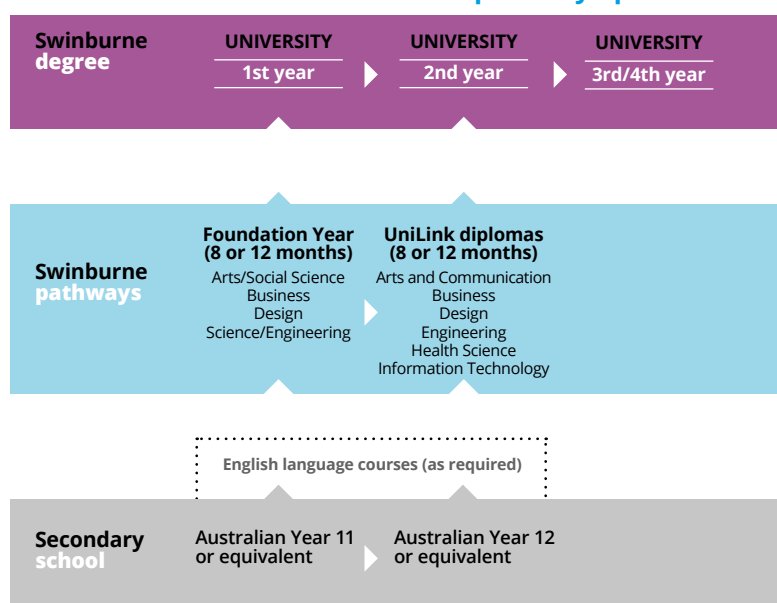 Swinburne
degree
UNIVERSITY
1st year
UNIVERSITY
2nd year
UNIVERSITY
3rd/4th year
Swinburne
pathways
Foundation Year
(8 or 12 months)
Arts/Social Science
Business
Design
Science/Engineering
UniLink diplomas
(8 or 12 months)
Arts and Communication
Business
Design
Engineering
Health Science
Information Technology
English language courses (as required)
Secondary
school
Australian Year 11
or equivalent
Australian Year 12
or equivalent